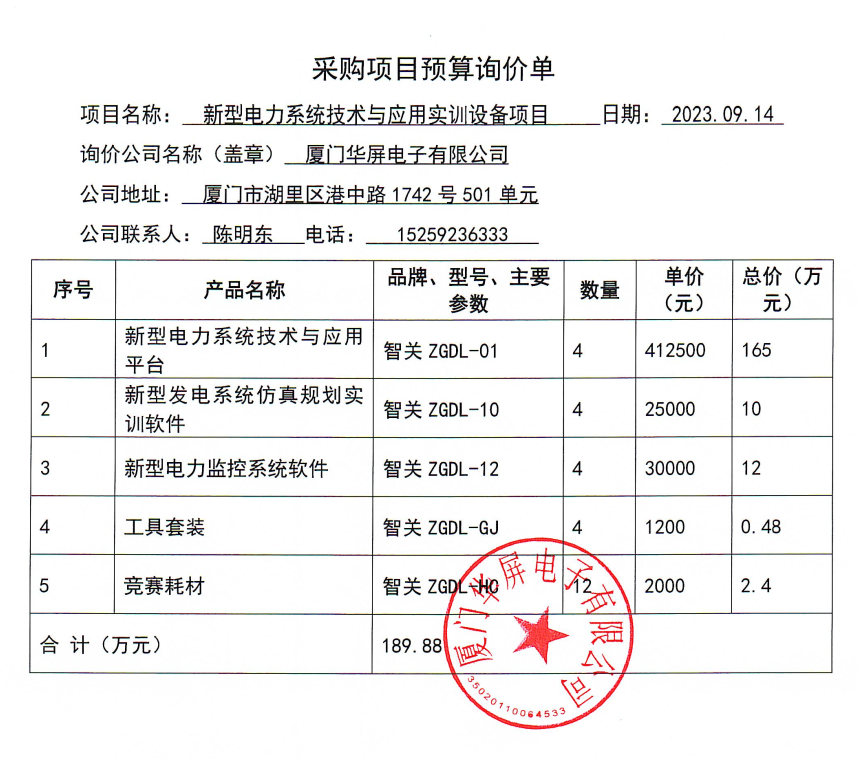 采购项目预算询价单
项目名称： 新型电力系统技术与应用实训设备项目 日期： 2023.09.14
询价公司名称（盖章） 厦门华屏电子有限公司
公司地址： 厦门市湖里区港中路 1742 号 501 单元
公司联系人： 陈明东 电话： 15259236333
序号 产品名称 品牌、型号、主要参数 数量 单价（元） 总价（万元）
1 新型电力系统技术与应用平台 智关 ZGDL-01 4 412500 165
2 新型发电系统仿真规划实训软件 智关 ZGDL-10 4 25000 10
3 新型电力监控系统软件 智关 ZGDL-12 4 30000 12
4 工具套装 智关 ZGDL-GJ 4 1200 0.48
5 竞赛耗材 智关 ZGDL-HC 12 2000 2.4
合 计（万元） 189.88
厦门华屏电子有限公司
35020110064533